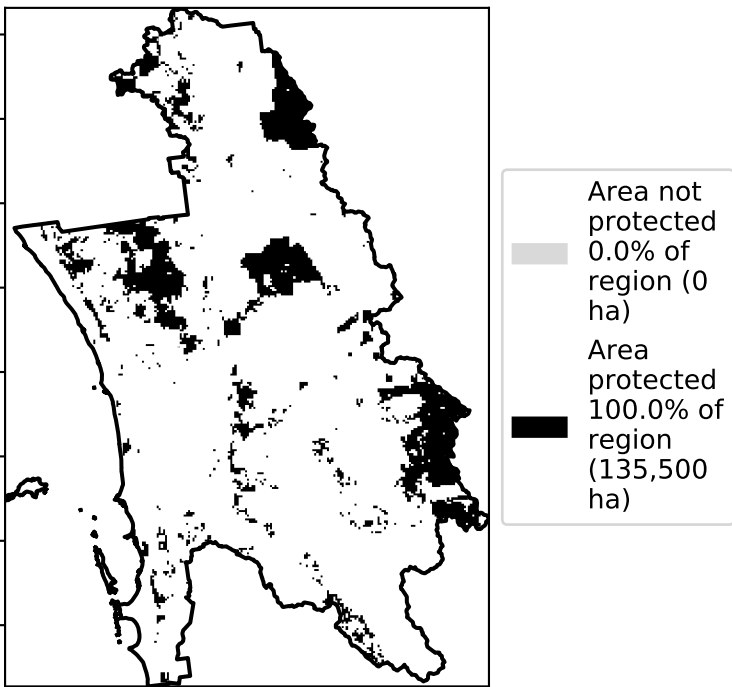 Area not
protected
0.0% of
region (0
ha)
Area
protected
100.0% of
region
(135,500
ha)